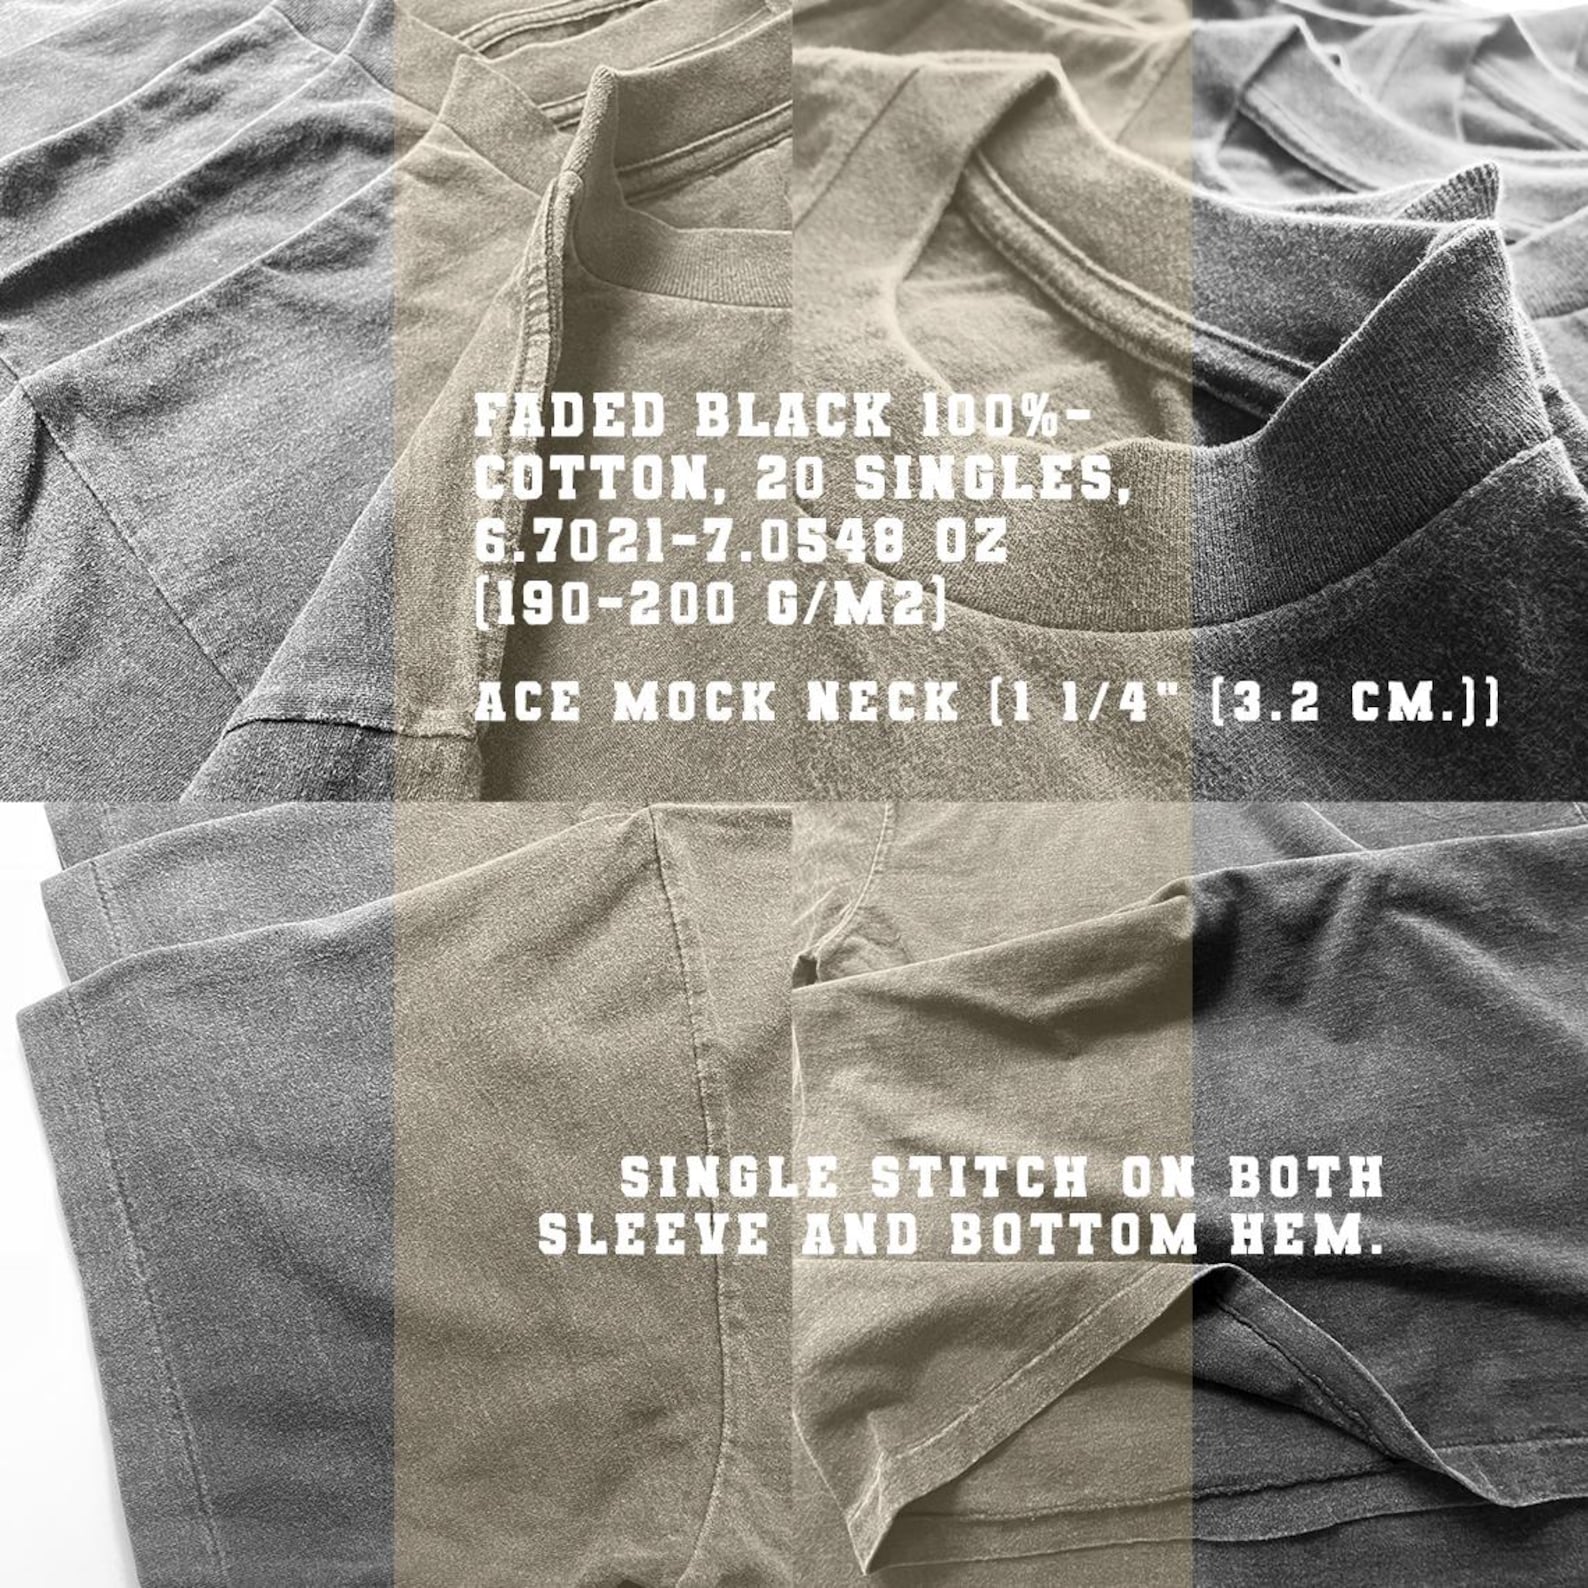 FADED BLACK 100%-
COTTON, 20 SINGLES,
6.7021-7.0548 OZ
(190-200 G/M2)
ACE MOCK NECK (1 1/4" (3.2 CM.))
SINGLE STITCH ON BOTH
SLEEVE AND BOTTOM HEM.